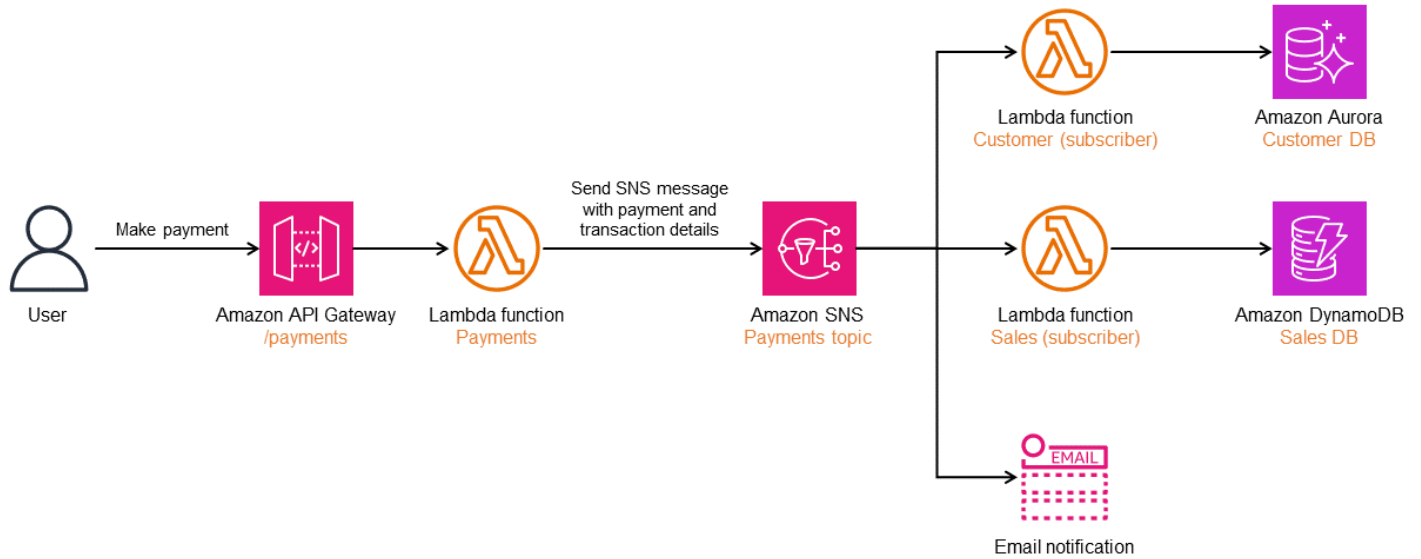 Lambda function
Customer (subscriber)
Amazon Aurora
Customer DB
Make payment
Send SNS message
with payment and
transaction details
</>
User
Amazon API Gateway
/payments
Lambda function
Payments
Amazon SNS
Payments topic
Lambda function
Sales (subscriber)
Amazon DynamoDB
Sales DB
EMAIL
Email notification